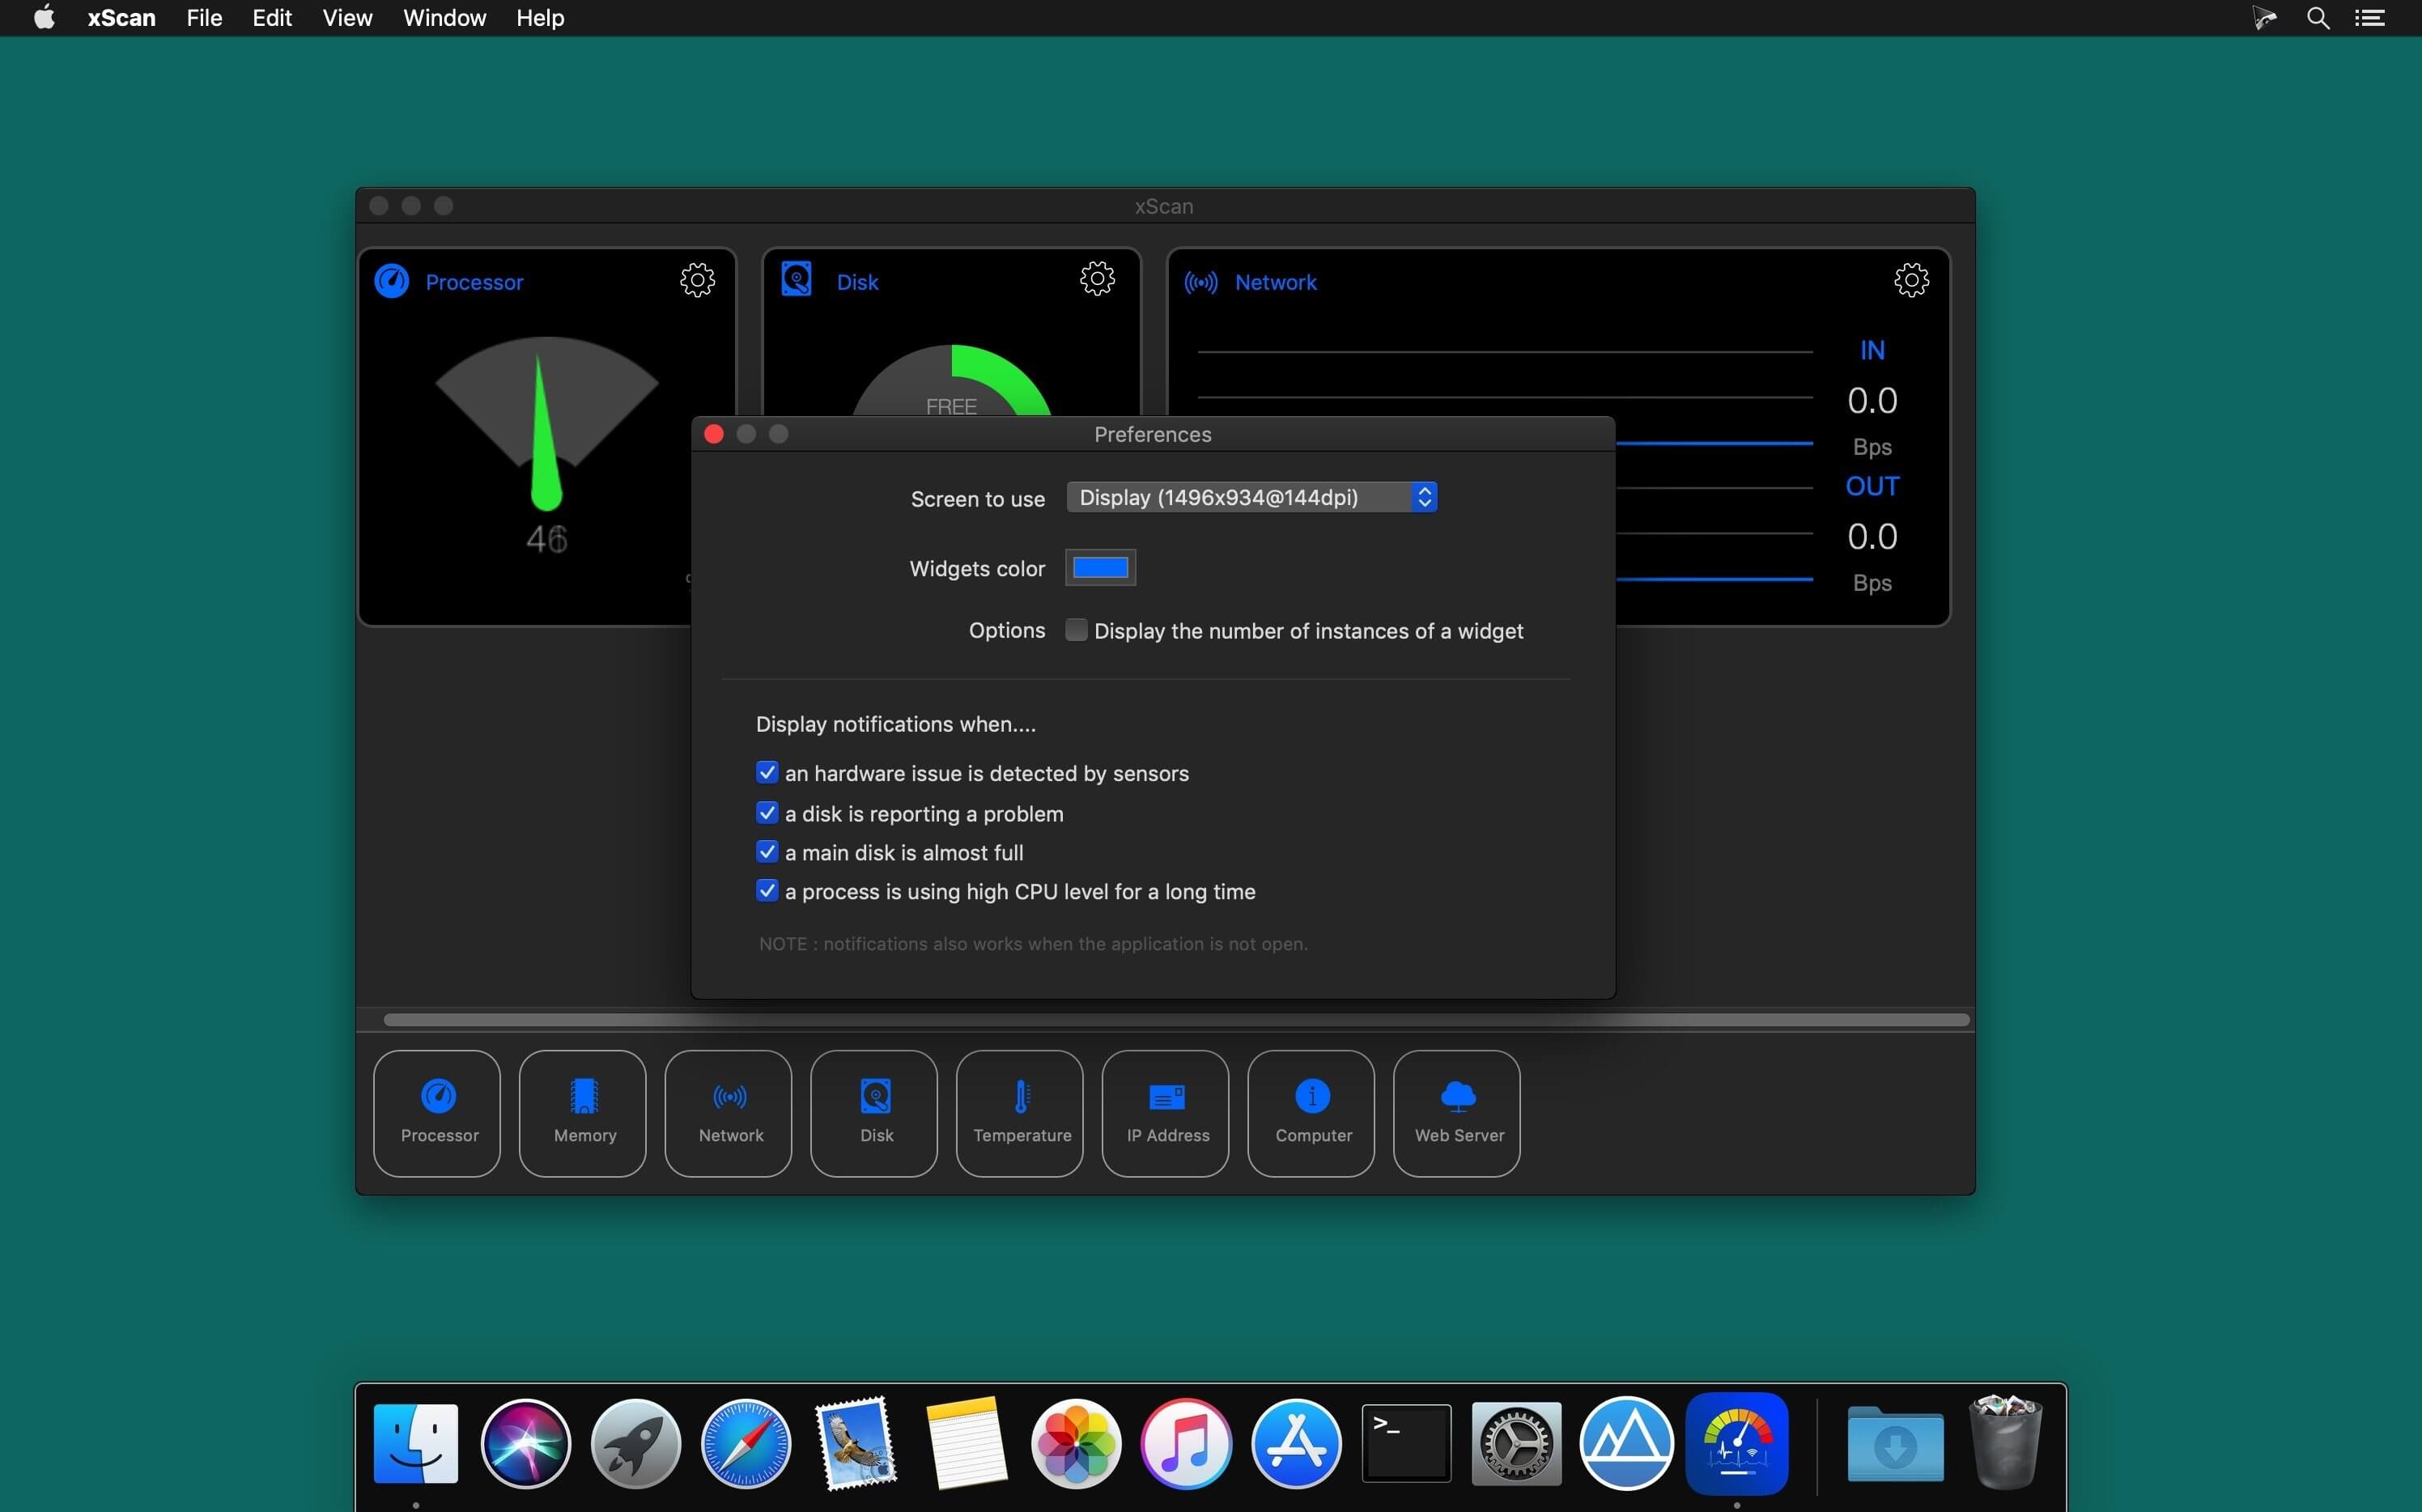 xScan File Edit View Window Help
xScan
Processor
Disk
Network
IN
0.0
Bps
OUT
0.0
Bps
FREE
Preferences
Screen to use Display (1496x934@144dpi)
Widgets color
Options Display the number of instances of a widget
Display notifications when....
an hardware issue is detected by sensors
a disk is reporting a problem
a main disk is almost full
a process is using high CPU level for a long time
NOTE : notifications also works when the application is not open.
Processor Memory Network Disk Temperature IP Address Computer Web Server
>_